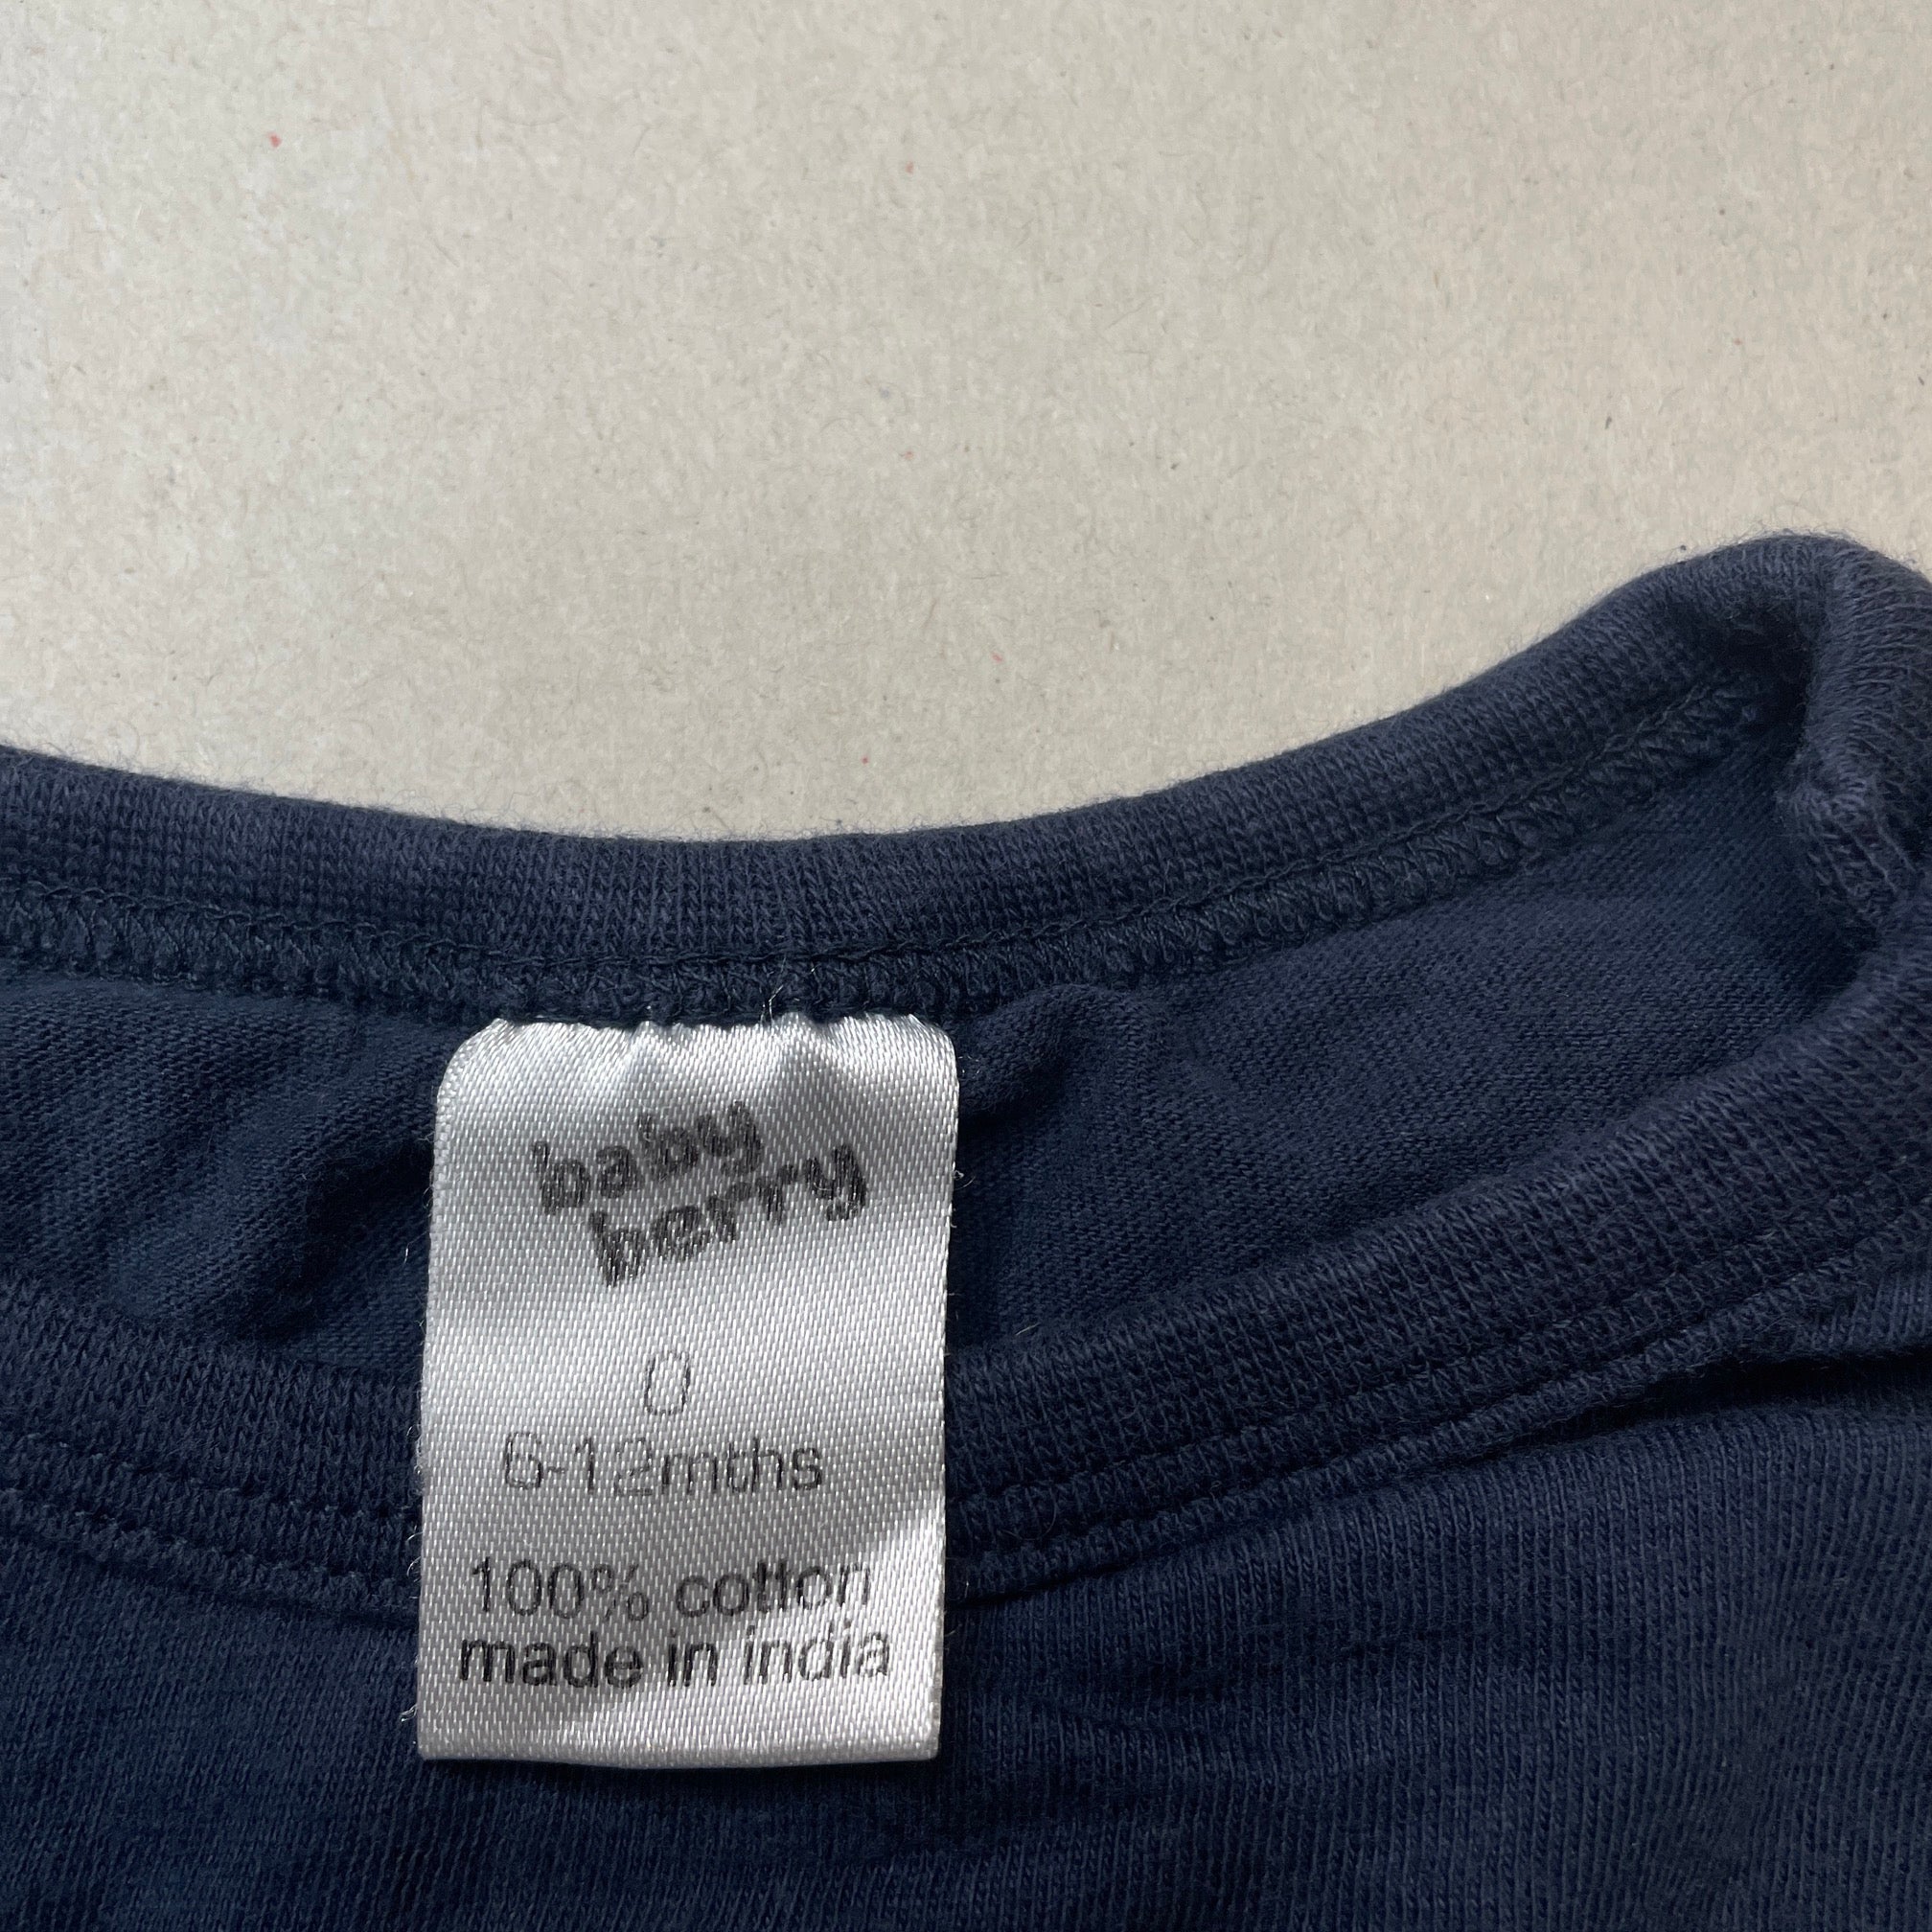 baby
berry
0
6-12mths
100% cotton
made in india